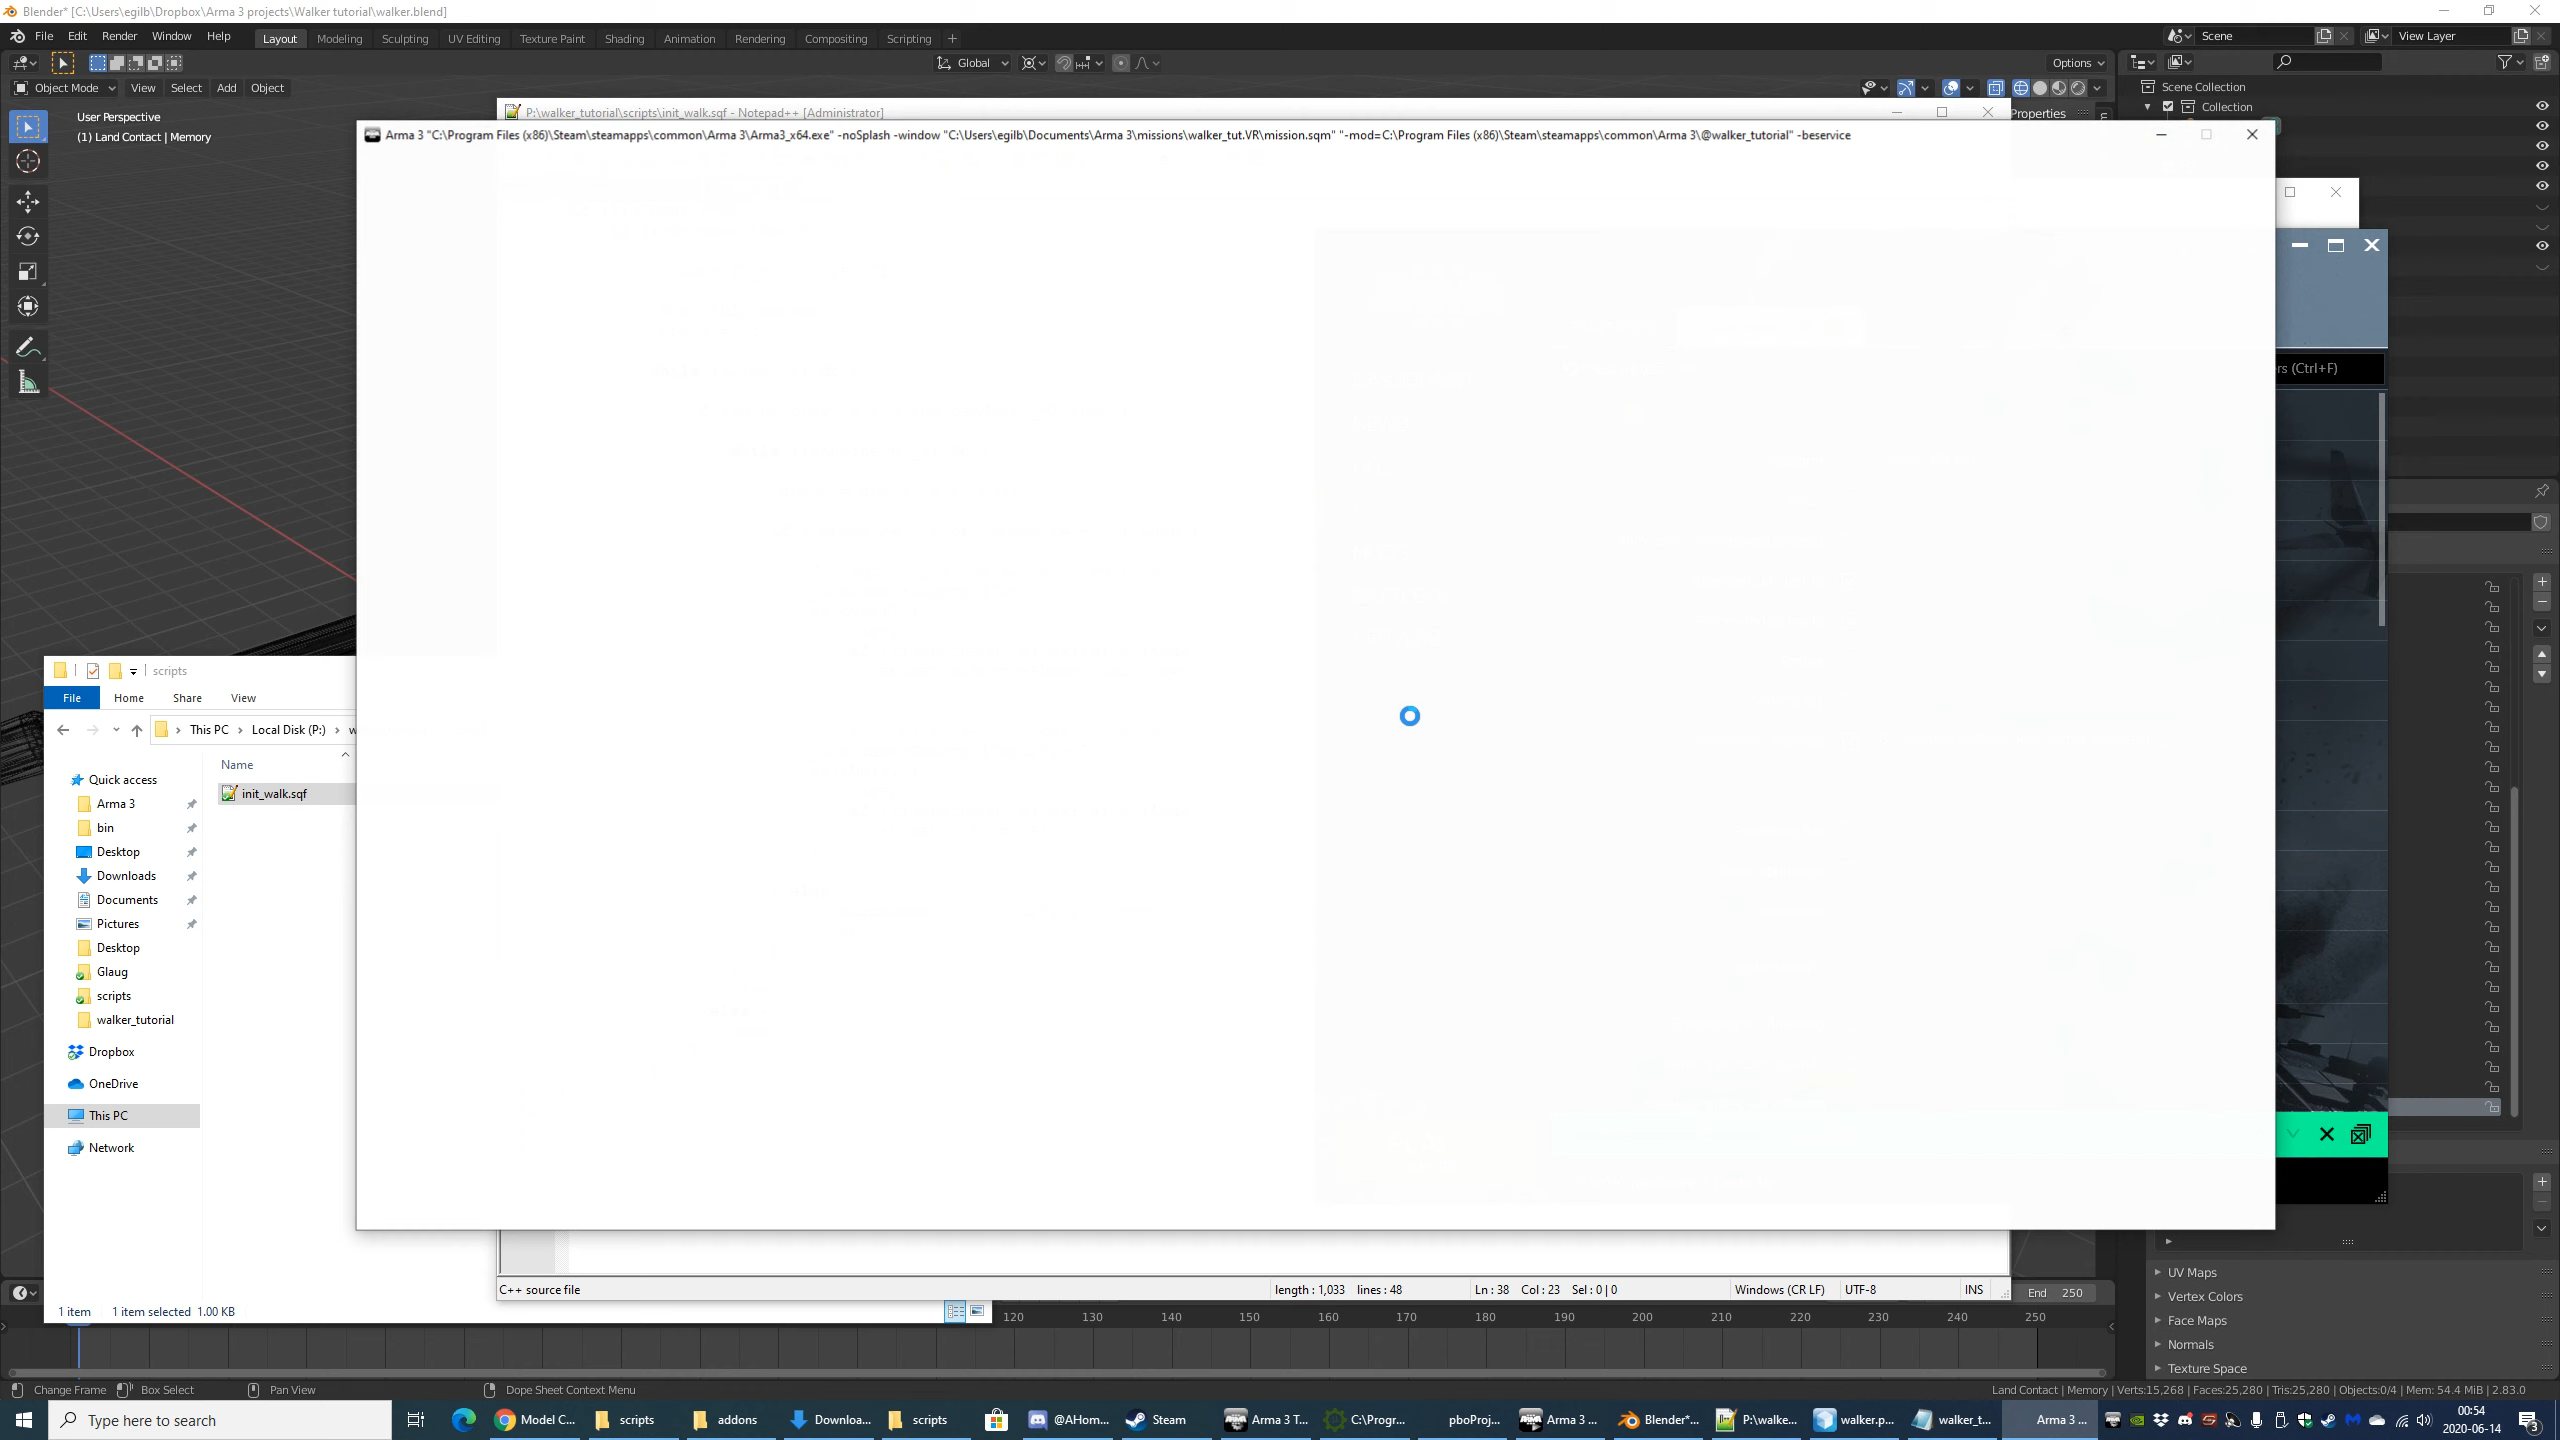 Blender* [C:\Users\egilb\Dropbox\Arma 3 projects\Walker tutorial\walker.blend]
File Edit Render Window Help Layout Modeling Sculpting UV Editing Texture Paint Shading Animation Rendering Compositing Scripting + Scene View Layer
Global Options
Object Mode View Select Add Object
Scene Collection
Collection
User Perspective
(1) Land Contact | Memory
P:\walker_tutorial\scripts\init_walk.sqf - Notepad++ [Administrator]
Properties
Arma 3 "C:\Program Files (x86)\Steam\steamapps\common\Arma 3\Arma3_x64.exe" -noSplash -window "C:\Users\egilb\Documents\Arma 3\missions\walker_tut.VR\mission.sqm" "-mod=C:\Program Files (x86)\Steam\steamapps\common\Arma 3\@walker_tutorial" -beservice
rs (Ctrl+F)
scripts
File Home Share View
This PC > Local Disk (P:) > w
Name
init_walk.sqf
Quick access
Arma 3
bin
Desktop
Downloads
Documents
Pictures
Desktop
Glaug
scripts
walker_tutorial
Dropbox
OneDrive
This PC
Network
1 item 1 item selected 1.00 KB
C++ source file length : 1,033 lines : 48 Ln : 38 Col : 23 Sel : 0 | 0 Windows (CR LF) UTF-8 INS
End 250
120 130 140 150 160 170 180 190 200 210 220 230 240 250
UV Maps
Vertex Colors
Face Maps
Normals
Texture Space
Change Frame Box Select Pan View Dope Sheet Context Menu
Land Contact | Memory | Verts:15,268 | Faces:25,280 | Tris:25,280 | Objects:0/4 | Mem: 54.4 MiB | 2.83.0
Type here to search
Model C... scripts addons Downloa... scripts @AHom... Steam Arma 3 T... C:\Progr... pboProj... Arma 3 ... Blender*... P:\walke... walker.p... walker_t... Arma 3 ...
00:54
2020-06-14
3